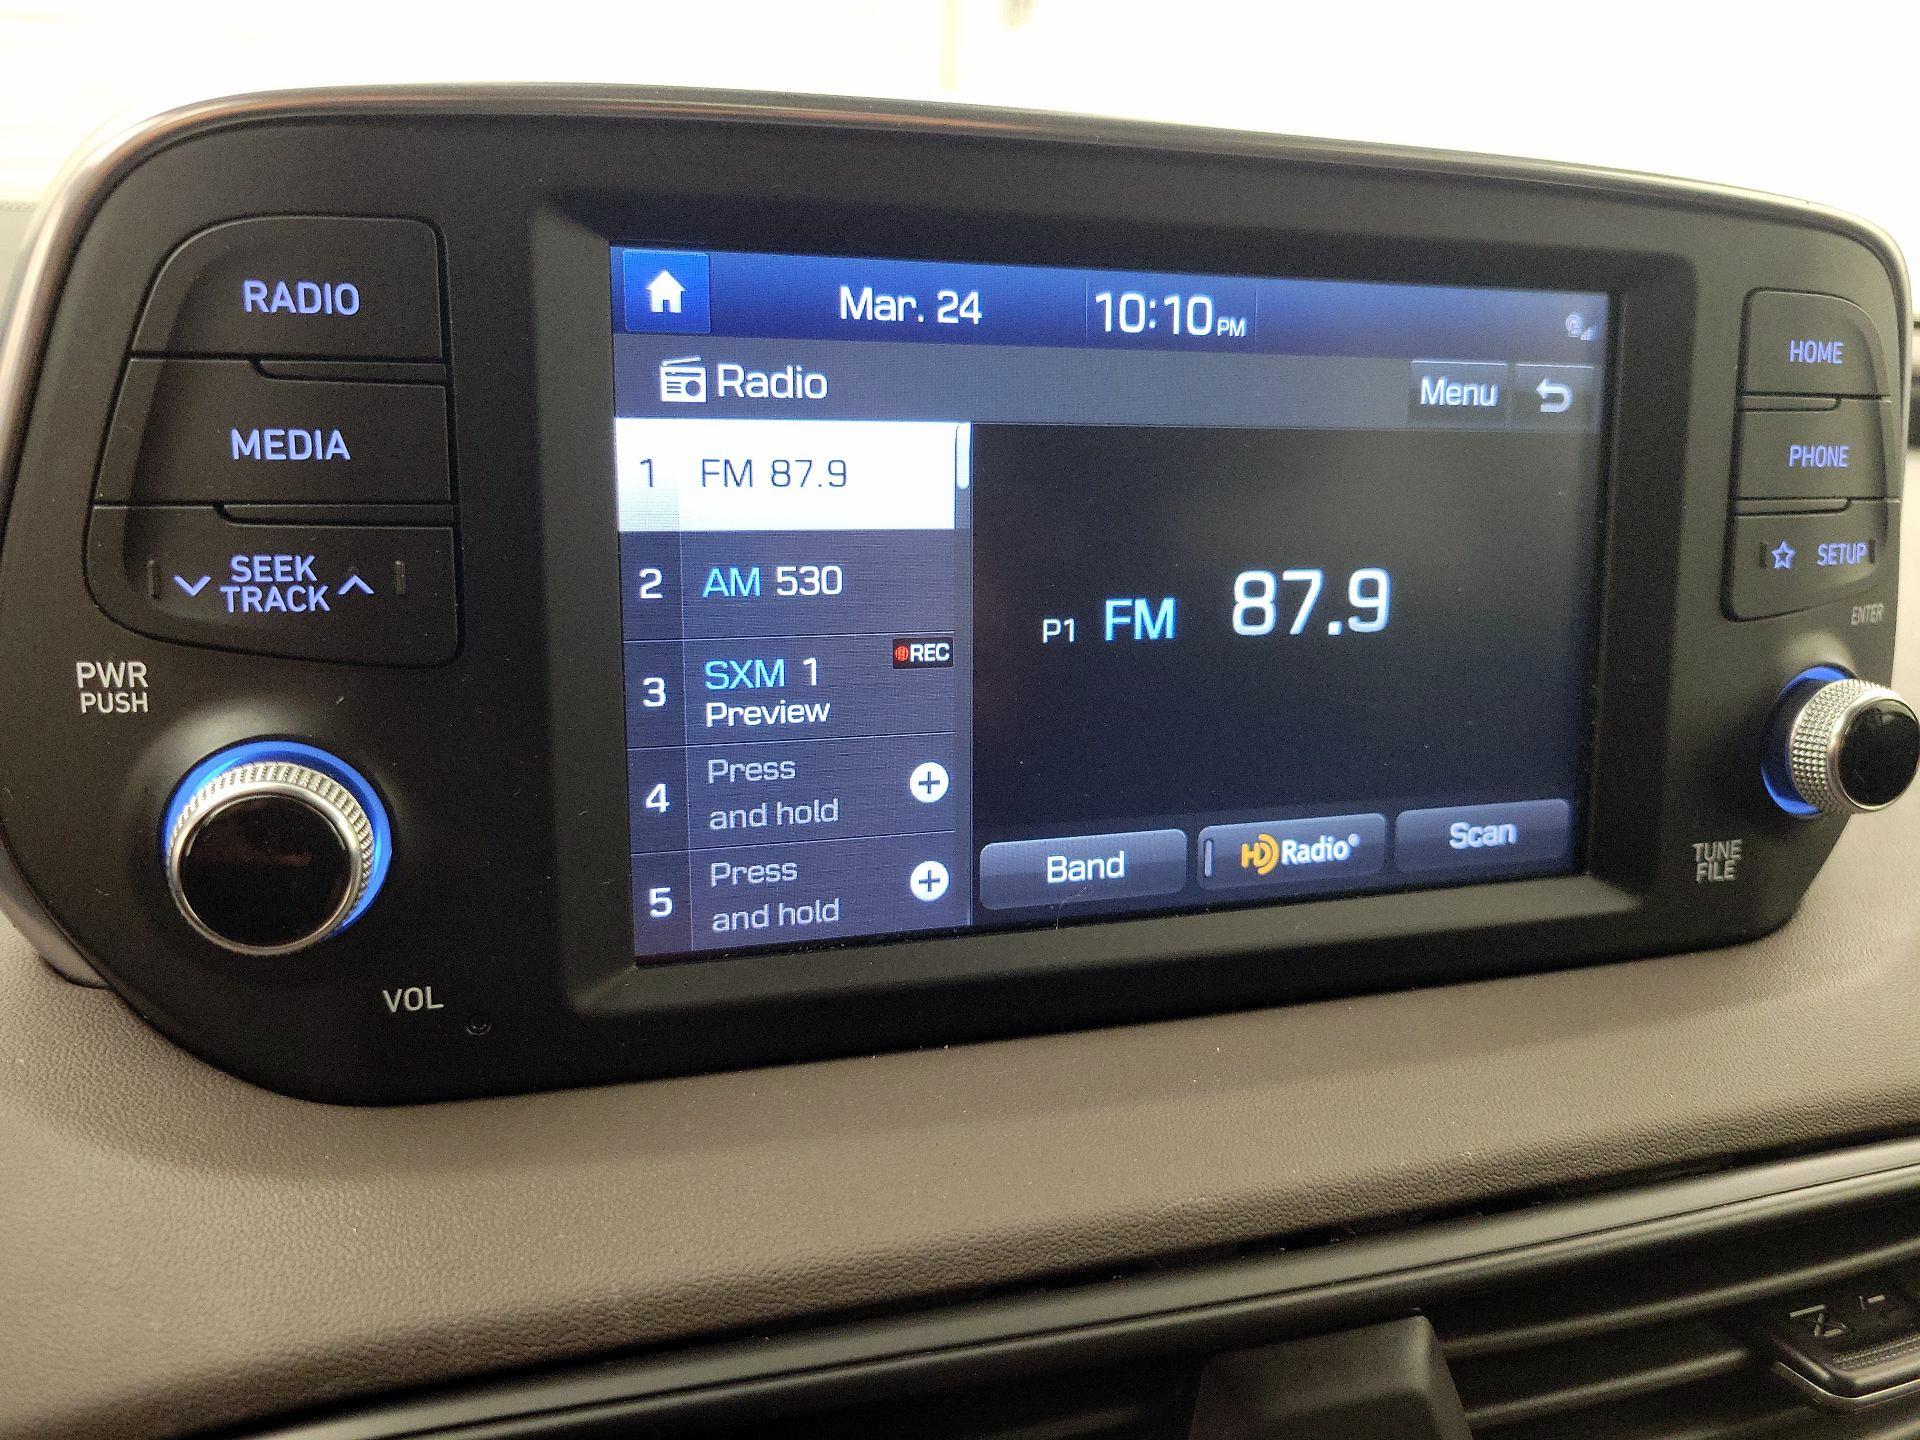 RADIO
MEDIA
SEEK
TRACK
PWR
PUSH
VOL
Mar. 24
10:10 PM
Radio
Menu
1 FM 87.9
2 AM 530
REC
3 SXM 1
Preview
4 Press
and hold
5 Press
and hold
P1 FM 87.9
Band
HD Radio®
Scan
HOME
PHONE
SETUP
ENTER
TUNE
FILE